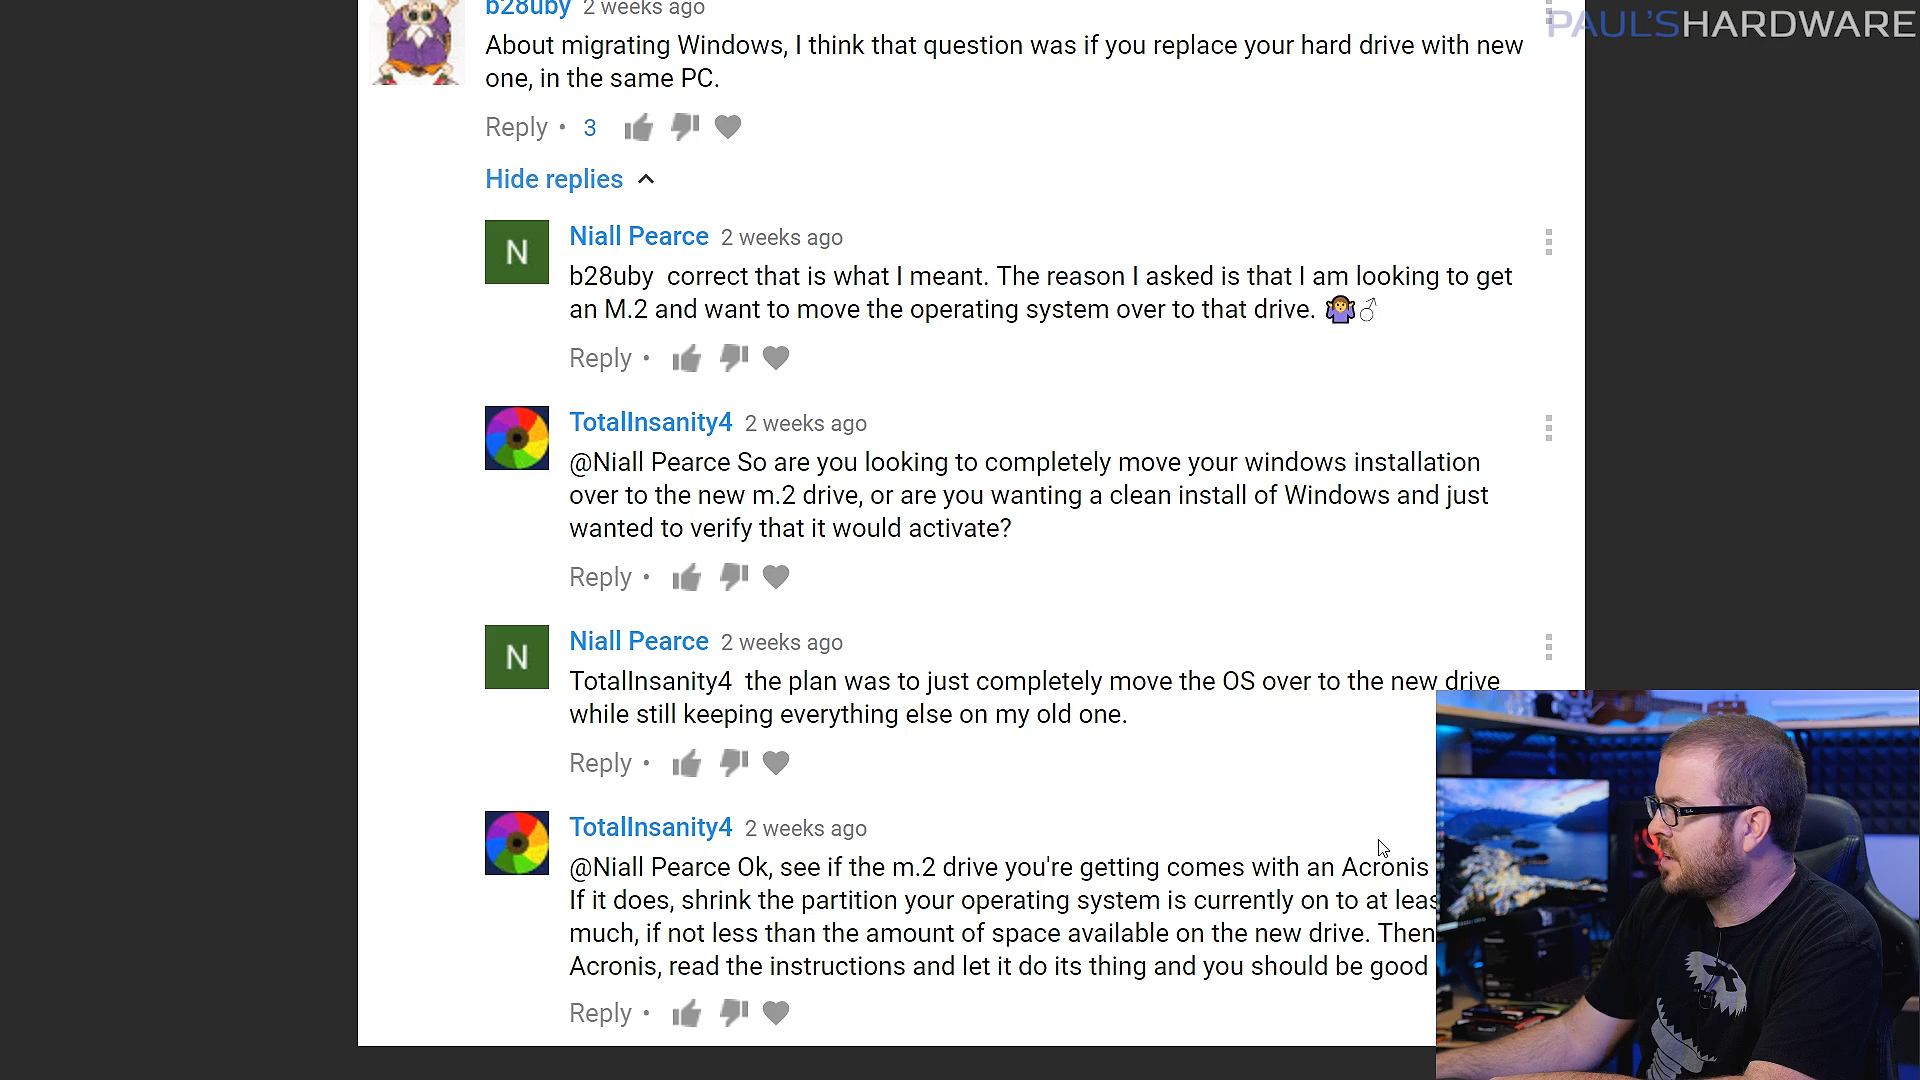 b28uby 2 weeks ago
PAUL'SHARDWARE
About migrating Windows, I think that question was if you replace your hard drive with new
one, in the same PC.
Reply • 3
Hide replies
N
Niall Pearce 2 weeks ago
b28uby correct that is what I meant. The reason I asked is that I am looking to get
an M.2 and want to move the operating system over to that drive. 🤷♂
Reply •
TotalInsanity4 2 weeks ago
@Niall Pearce So are you looking to completely move your windows installation
over to the new m.2 drive, or are you wanting a clean install of Windows and just
wanted to verify that it would activate?
Reply •
N
Niall Pearce 2 weeks ago
TotalInsanity4 the plan was to just completely move the OS over to the new drive
while still keeping everything else on my old one.
Reply •
TotalInsanity4 2 weeks ago
@Niall Pearce Ok, see if the m.2 drive you're getting comes with an Acronis
If it does, shrink the partition your operating system is currently on to at leas
much, if not less than the amount of space available on the new drive. Then
Acronis, read the instructions and let it do its thing and you should be good
Reply •